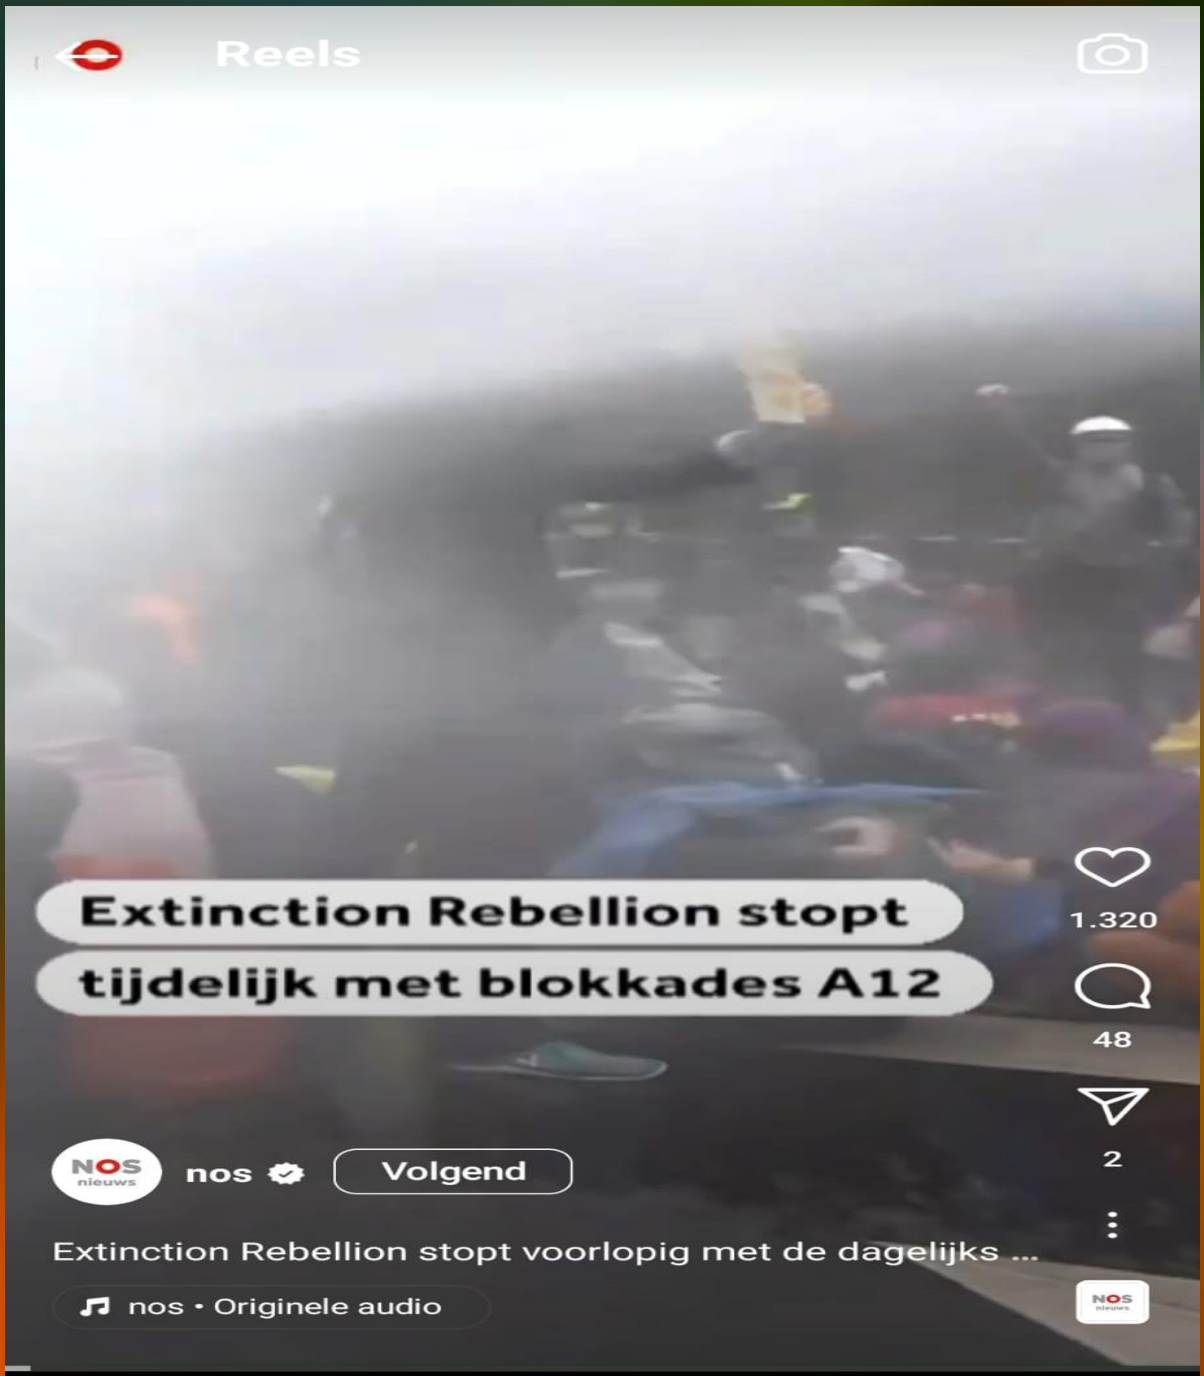 Reels
Extinction Rebellion stopt
tijdelijk met blokkades A12
1.320
48
2
NOS
nieuws
nos
Volgend
Extinction Rebellion stopt voorlopig met de dagelijks ...
nos • Originele audio
NOS
nieuws